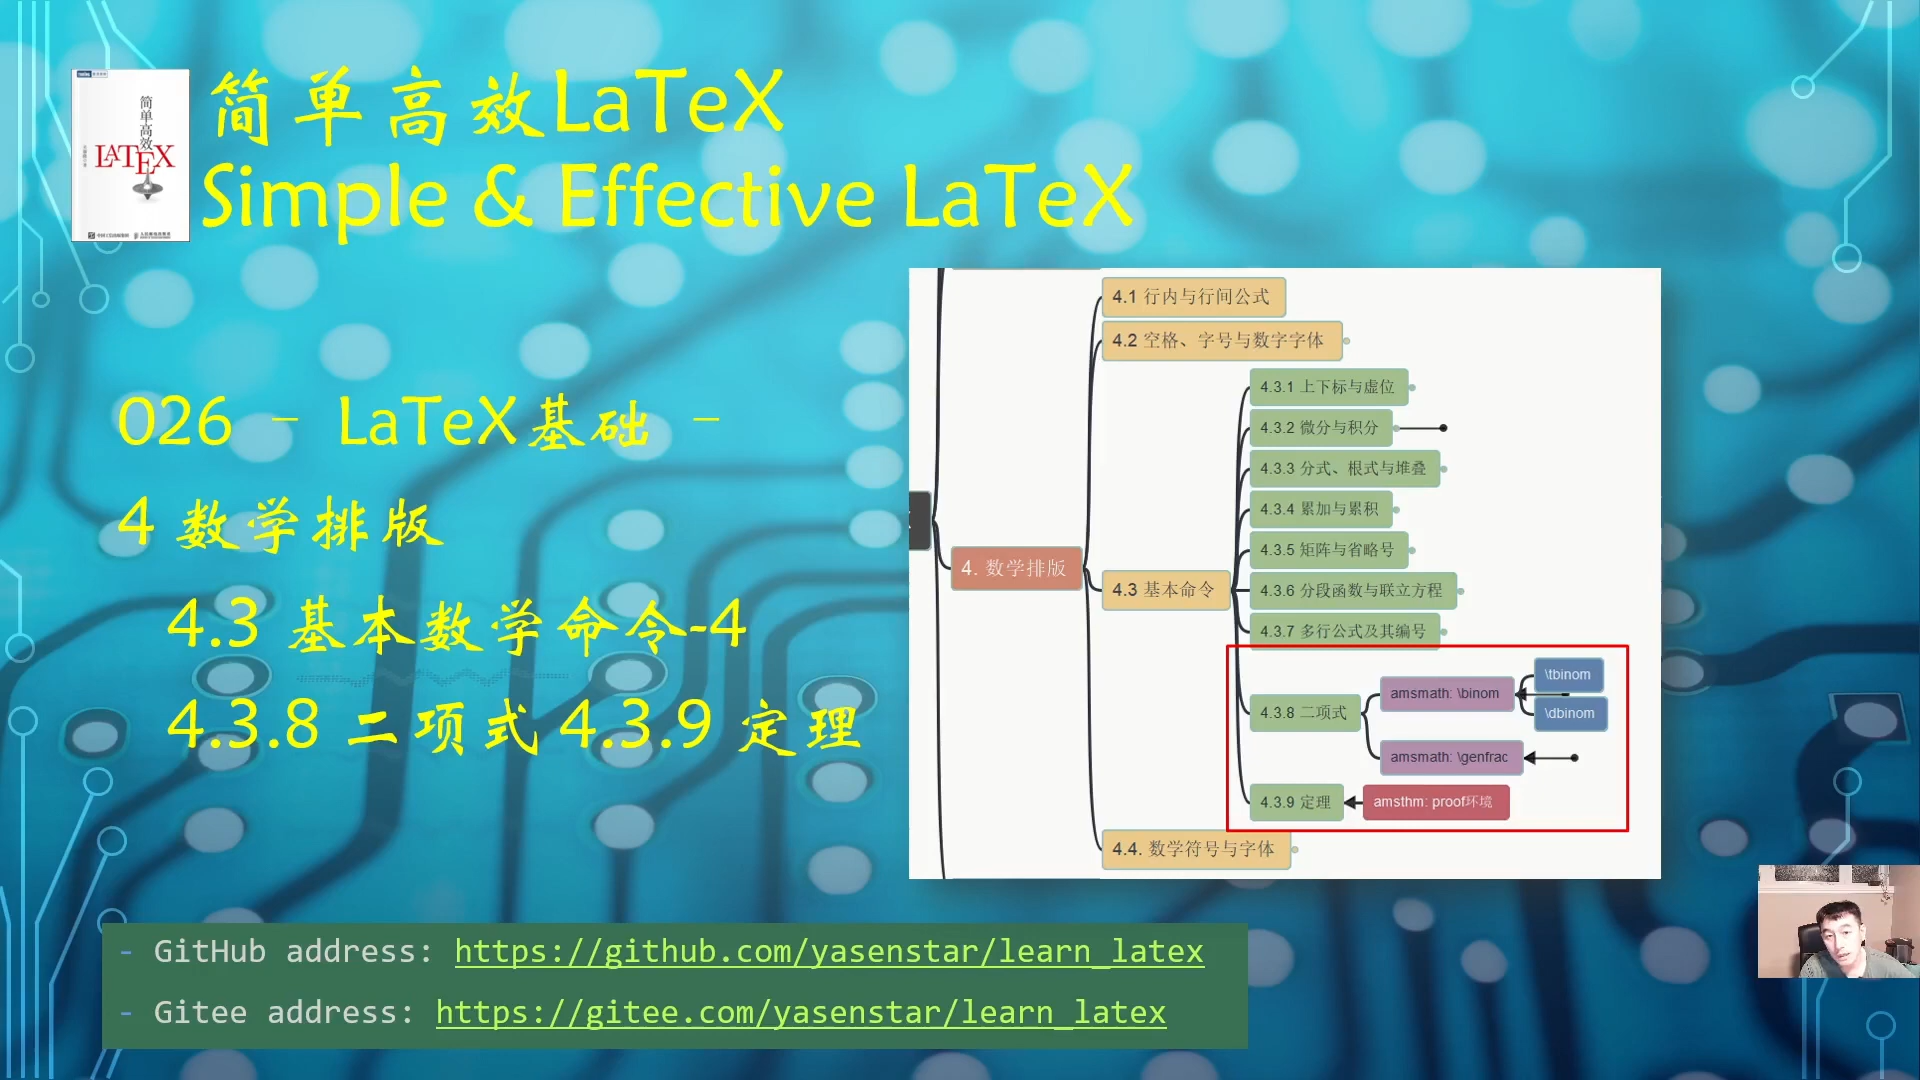 简单高效LaTeX
Simple & Effective LaTeX
简单高效
LATEX
026 - LaTeX基础 -
4 数学排版
4.3 基本数学命令-4
4.3.8 二项式 4.3.9 定理
4.1 行内与行间公式
4.2 空格、字号与数字字体
4.3.1 上下标与虚位
4.3.2 微分与积分
4.3.3 分式、根式与堆叠
4.3.4 累加与累积
4.3.5 矩阵与省略号
4. 数学排版
4.3 基本命令
4.3.6 分段函数与联立方程
4.3.7 多行公式及其编号
\tbinom
amsmath: \binom
\dbinom
4.3.8 二项式
amsmath: \genfrac
4.3.9 定理
amsthm: proof环境
4.4. 数学符号与字体
- GitHub address: https://github.com/yasenstar/learn_latex
- Gitee address: https://gitee.com/yasenstar/learn_latex